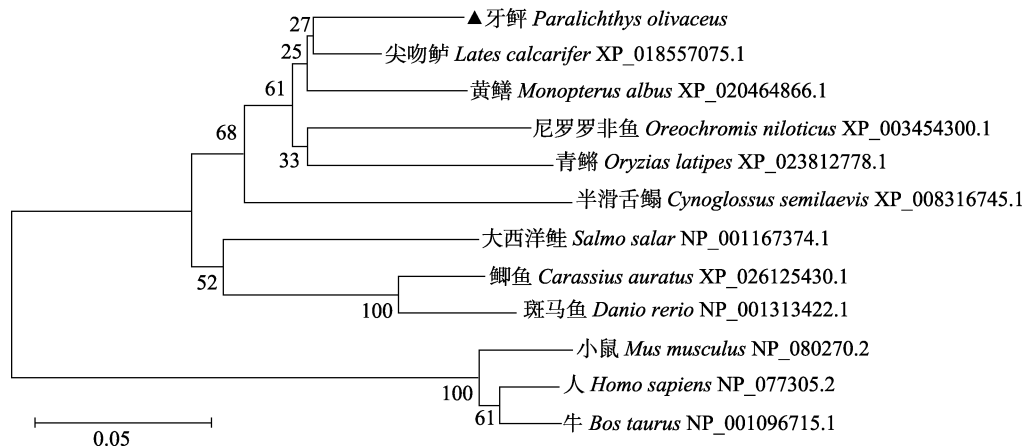 ▲牙鲆 Paralichthys olivaceus
27
尖吻鲈 Lates calcarifer XP_018557075.1
25
黄鳝 Monopterus albus XP_020464866.1
61
尼罗罗非鱼 Oreochromis niloticus XP_003454300.1
68
33
青鳉 Oryzias latipes XP_023812778.1
半滑舌鳎 Cynoglossus semilaevis XP_008316745.1
大西洋鲑 Salmo salar NP_001167374.1
52
鲫鱼 Carassius auratus XP_026125430.1
100
斑马鱼 Danio rerio NP_001313422.1
小鼠 Mus musculus NP_080270.2
100
人 Homo sapiens NP_077305.2
61
牛 Bos taurus NP_001096715.1
0.05